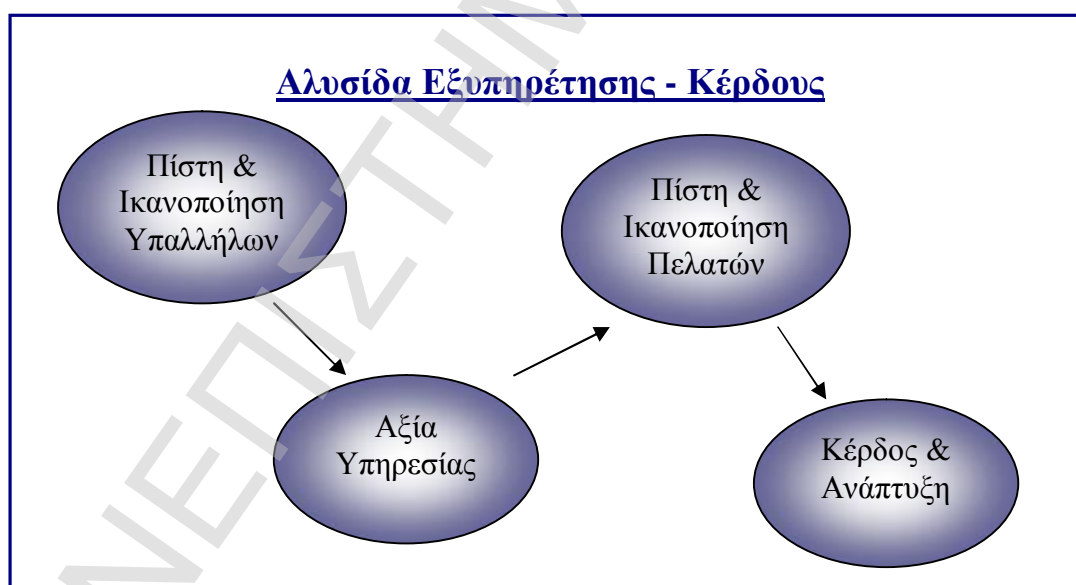 Αλυσίδα Εξυπηρέτησης - Κέρδους
Πίστη &
Ικανοποίηση
Υπαλλήλων
Αξία
Υπηρεσίας
Πίστη &
Ικανοποίηση
Πελατών
Κέρδος &
Ανάπτυξη